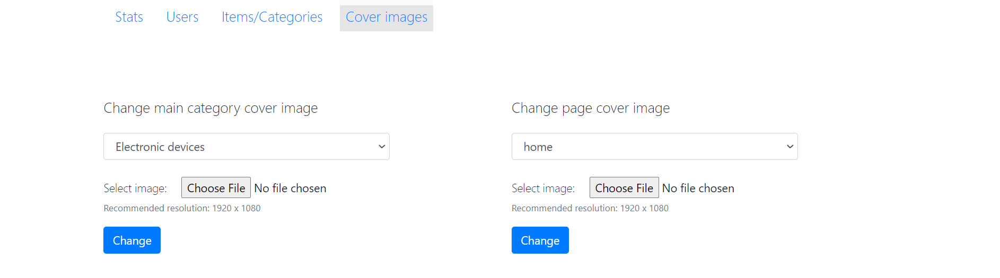 Stats Users Items/Categories Cover images
Change main category cover image
Electronic devices
Select image: Choose File No file chosen
Recommended resolution: 1920 x 1080
Change
Change page cover image
home
Select image: Choose File No file chosen
Recommended resolution: 1920 x 1080
Change